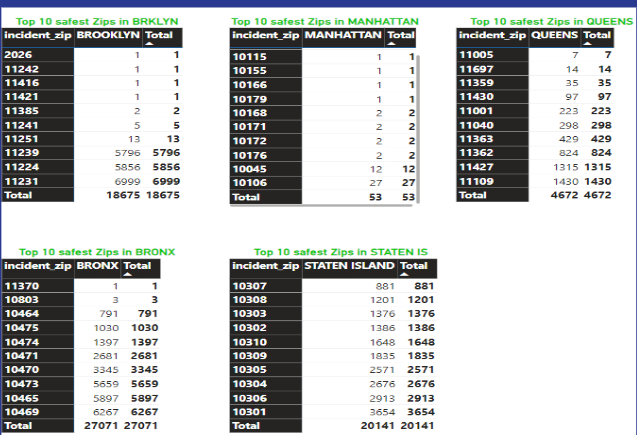 Top 10 safest Zips in BRKLYN
incident_zip BROOKLYN Total
2026 1 1
11242 1 1
11416 1 1
11421 1 1
11385 2 2
11241 5 5
11251 13 13
11239 5796 5796
11224 5856 5856
11231 6999 6999
Total 18675 18675
Top 10 safest Zips in MANHATTAN
incident_zip MANHATTAN Total
10115 1 1
10155 1 1
10166 1 1
10179 1 1
10168 2 2
10171 2 2
10172 2 2
10176 2 2
10045 12 12
10106 27 27
Total 53 53
Top 10 safest Zips in QUEENS
incident_zip QUEENS Total
11005 7 7
11697 14 14
11359 35 35
11430 97 97
11001 223 223
11040 298 298
11363 429 429
11362 824 824
11427 1315 1315
11109 1430 1430
Total 4672 4672
Top 10 safest Zips in BRONX
incident_zip BRONX Total
11370 1 1
10803 3 3
10464 791 791
10475 1030 1030
10474 1397 1397
10471 2681 2681
10470 3345 3345
10473 5659 5659
10465 5897 5897
10469 6267 6267
Total 27071 27071
Top 10 safest Zips in STATEN IS
incident_zip STATEN ISLAND Total
10307 881 881
10308 1201 1201
10303 1376 1376
10302 1386 1386
10310 1648 1648
10309 1835 1835
10305 2571 2571
10304 2676 2676
10306 2913 2913
10301 3654 3654
Total 20141 20141